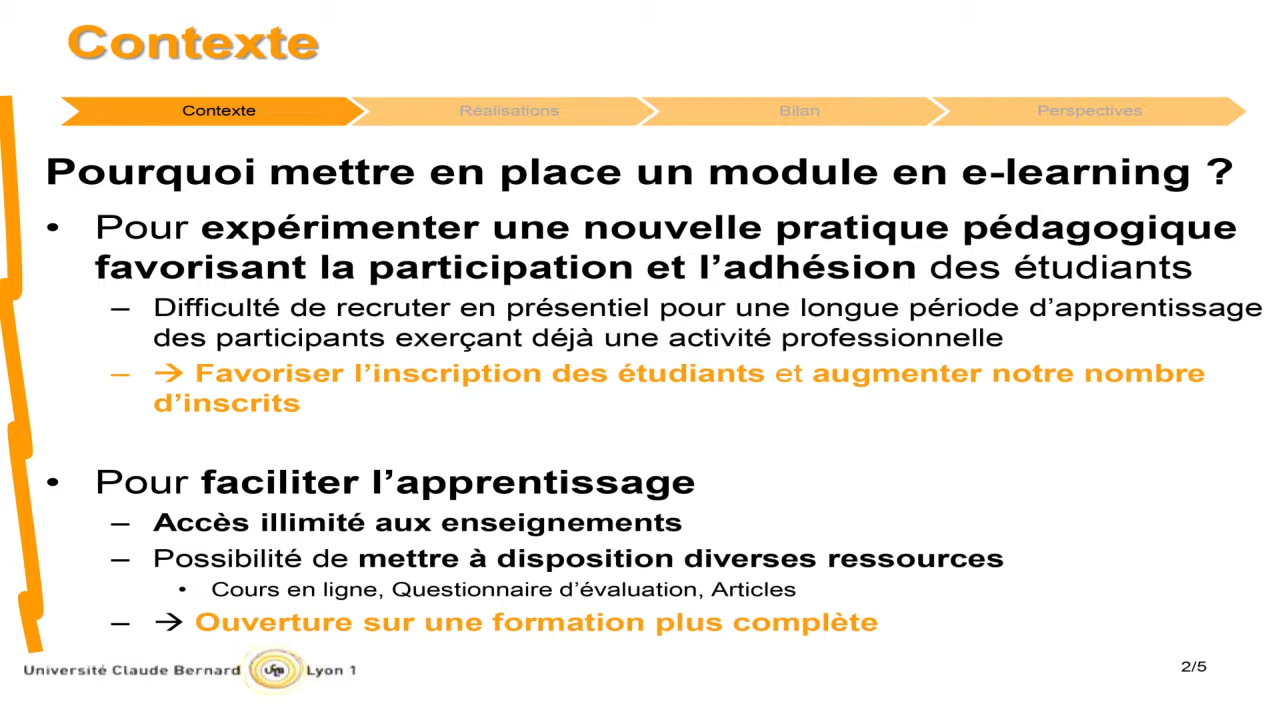 Contexte
Contexte
Réalisations
Bilan
Perspectives
Pourquoi mettre en place un module en e-learning ?
• Pour expérimenter une nouvelle pratique pédagogique
favorisant la participation et l’adhésion des étudiants
– Difficulté de recruter en présentiel pour une longue période d’apprentissage
des participants exerçant déjà une activité professionnelle
– → Favoriser l’inscription des étudiants et augmenter notre nombre
d’inscrits
• Pour faciliter l’apprentissage
– Accès illimité aux enseignements
– Possibilité de mettre à disposition diverses ressources
• Cours en ligne, Questionnaire d’évaluation, Articles
– → Ouverture sur une formation plus complète
Université Claude Bernard Lyon 1
2/5